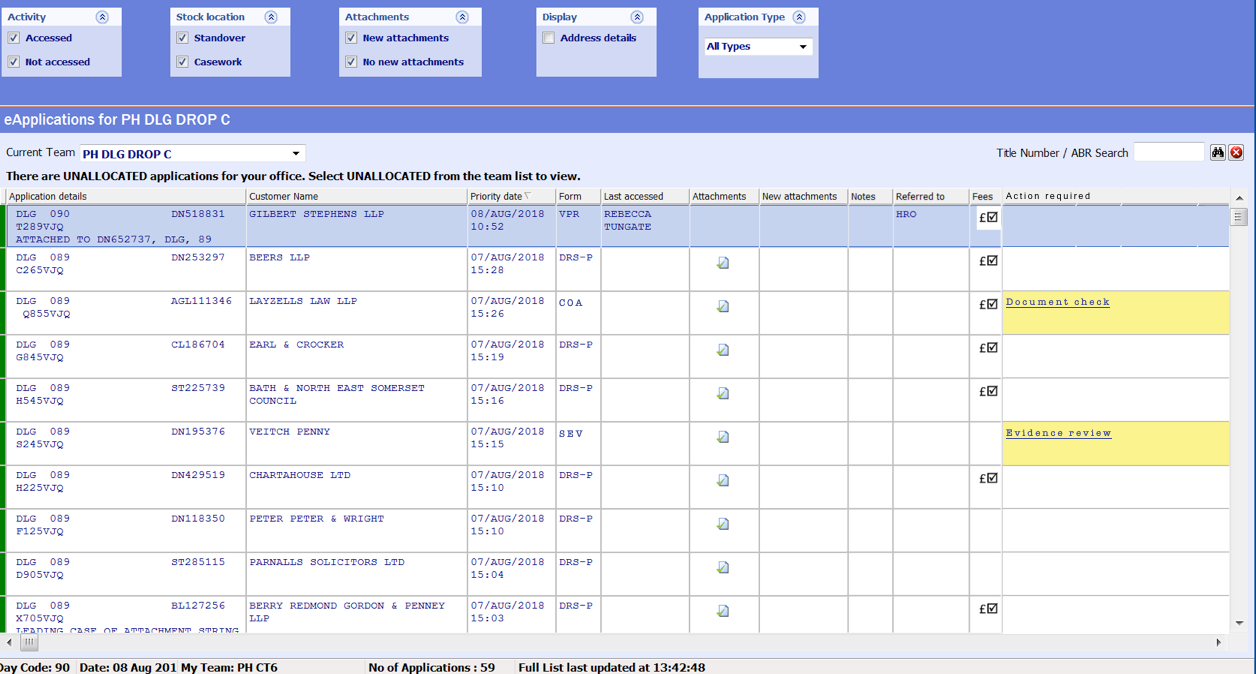 Activity Stock location Attachments Display Application Type
Accessed Standover New attachments Address details All Types
Not accessed Casework No new attachments
eApplications for PH DLG DROP C
Current Team PH DLG DROP C Title Number / ABR Search
There are UNALLOCATED applications for your office. Select UNALLOCATED from the team list to view.
Application details Customer Name Priority date Form Last accessed Attachments New attachments Notes Referred to Fees Action required
DLG 090 DN518831 GILBERT STEPHENS LLP 08/AUG/2018 VPR REBECCA HRO £
T289VJQ 10:52 TUNGATE
ATTACHED TO DN652737, DLG, 89
DLG 089 DN253297 BEERS LLP 07/AUG/2018 DRS-P £
C265VJQ 15:28
DLG 089 AGL111346 LAYZELLS LAW LLP 07/AUG/2018 COA £ Document check
Q855VJQ 15:26
DLG 089 CL186704 EARL & CROCKER 07/AUG/2018 DRS-P £
G845VJQ 15:19
DLG 089 ST225739 BATH & NORTH EAST SOMERSET 07/AUG/2018 DRS-P £
H545VJQ COUNCIL 15:16
DLG 089 DN195376 VEITCH PENNY 07/AUG/2018 SEV Evidence review
S245VJQ 15:15
DLG 089 DN429519 CHARTAHOUSE LTD 07/AUG/2018 DRS-P £
H225VJQ 15:10
DLG 089 DN118350 PETER PETER & WRIGHT 07/AUG/2018 DRS-P
F125VJQ 15:10
DLG 089 ST285115 PARNALLS SOLICITORS LTD 07/AUG/2018 DRS-P
D905VJQ 15:04
DLG 089 BL127256 BERRY REDMOND GORDON & PENNEY 07/AUG/2018 DRS-P £
X705VJQ LLP 15:03
LEADING CASE OF ATTACHMENT STRING
Day Code: 90 Date: 08 Aug 201 My Team: PH CT6 No of Applications : 59 Full List last updated at 13:42:48